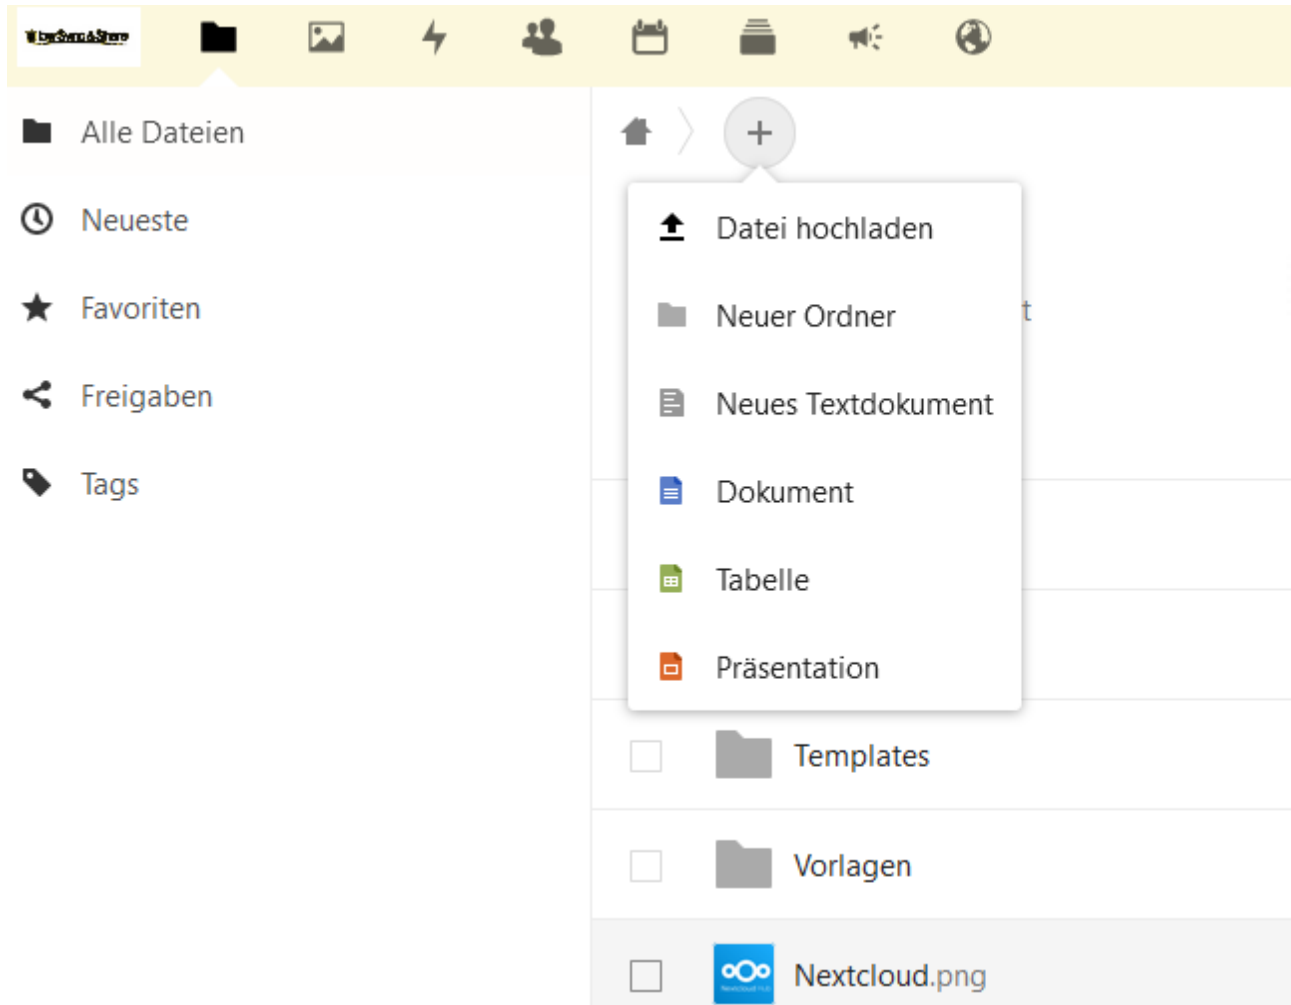 Alle Dateien
Neueste
Favoriten
Freigaben
Tags
Datei hochladen
Neuer Ordner
t
Neues Textdokument
Dokument
Tabelle
Präsentation
Templates
Vorlagen
Nextcloud.png